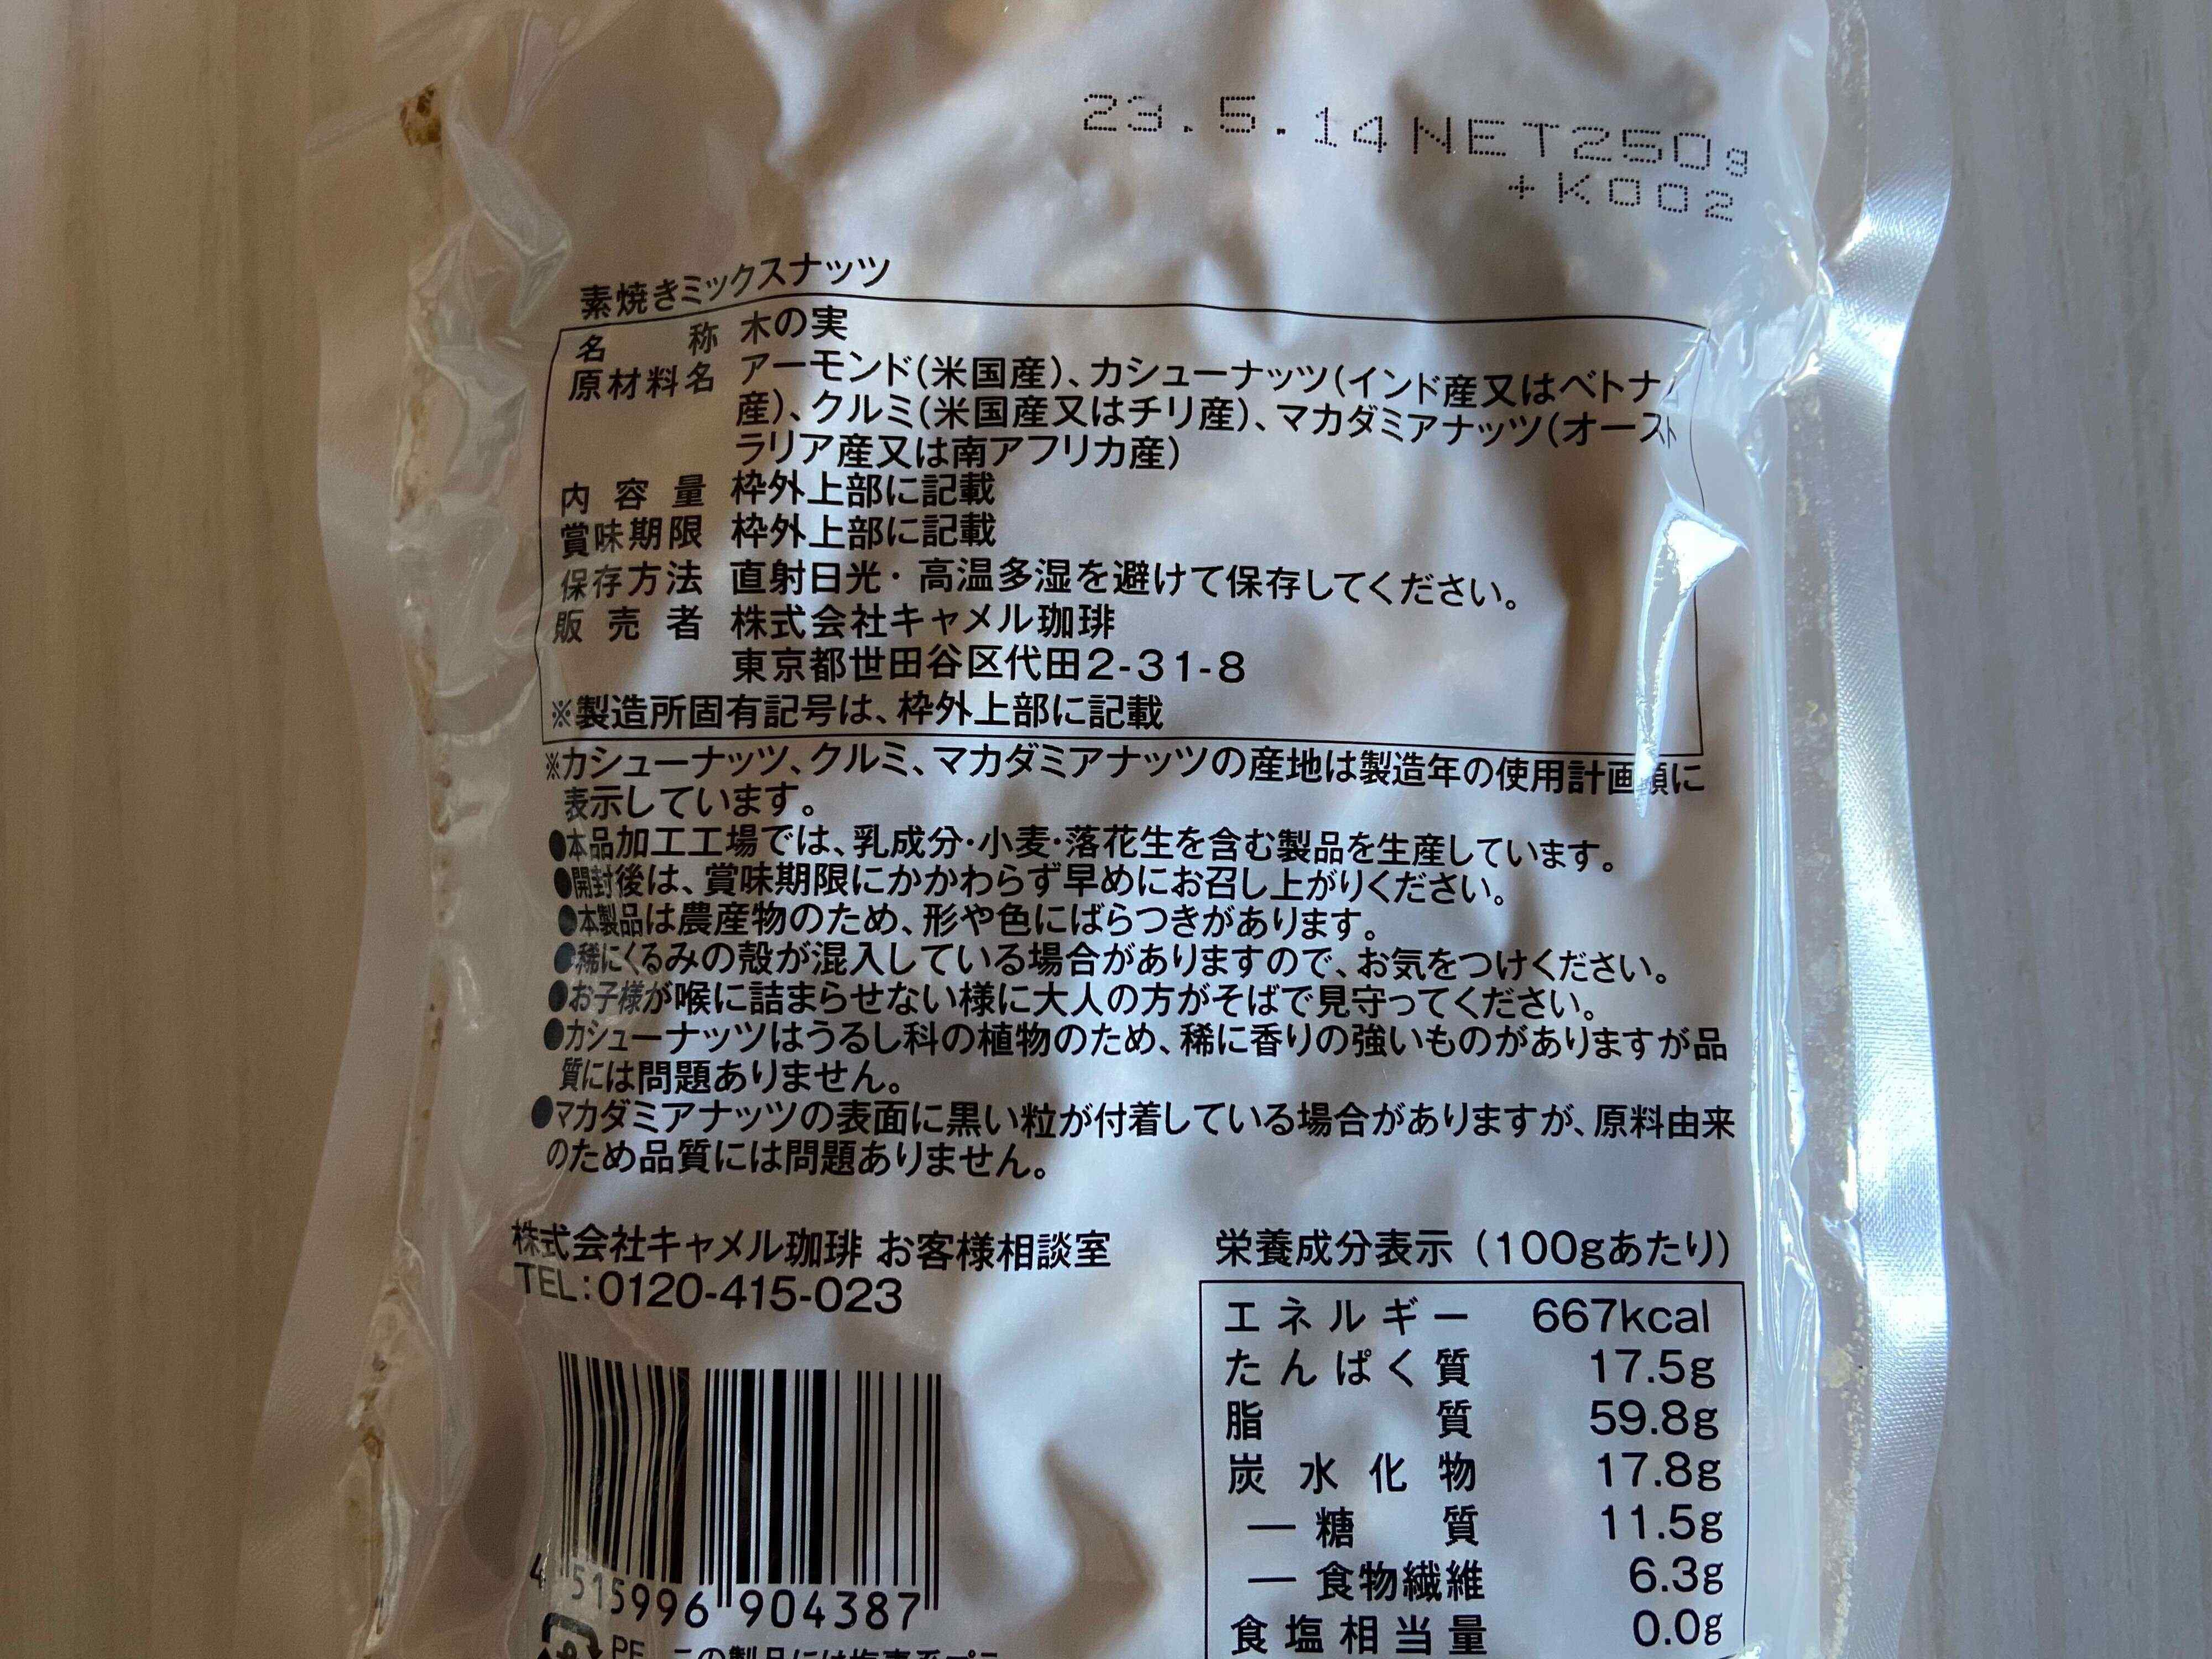 23.5.14 NET250g
+K002
素焼きミックスナッツ
名称 木の実
原材料名 アーモンド(米国産)、カシューナッツ(インド産又はベトナ
産)、クルミ(米国産又はチリ産)、マカダミアナッツ(オースト
ラリア産又は南アフリカ産)
内容量 枠外上部に記載
賞味期限 枠外上部に記載
保存方法 直射日光・高温多湿を避けて保存してください。
販売者 株式会社キャメル珈琲
東京都世田谷区代田2-31-8
※製造所固有記号は、枠外上部に記載
※カシューナッツ、クルミ、マカダミアナッツの産地は製造年の使用計画順に
表示しています。
●本品加工工場では、乳成分・小麦・落花生を含む製品を生産しています。
●開封後は、賞味期限にかかわらず早めにお召し上がりください。
●本製品は農産物のため、形や色にばらつきがあります。
●稀にくるみの殻が混入している場合がありますので、お気をつけください。
●お子様が喉に詰まらせない様に大人の方がそばで見守ってください。
●カシューナッツはうるし科の植物のため、稀に香りの強いものがありますが品
質には問題ありません。
●マカダミアナッツの表面に黒い粒が付着している場合がありますが、原料由来
のため品質には問題ありません。
株式会社キャメル珈琲 お客様相談室
TEL:0120-415-023
栄養成分表示 (100gあたり)
エネルギー 667kcal
たんぱく質 17.5g
脂質 59.8g
炭水化物 17.8g
―糖質 11.5g
―食物繊維 6.3g
食塩相当量 0.0g
4 515996 904387
PE